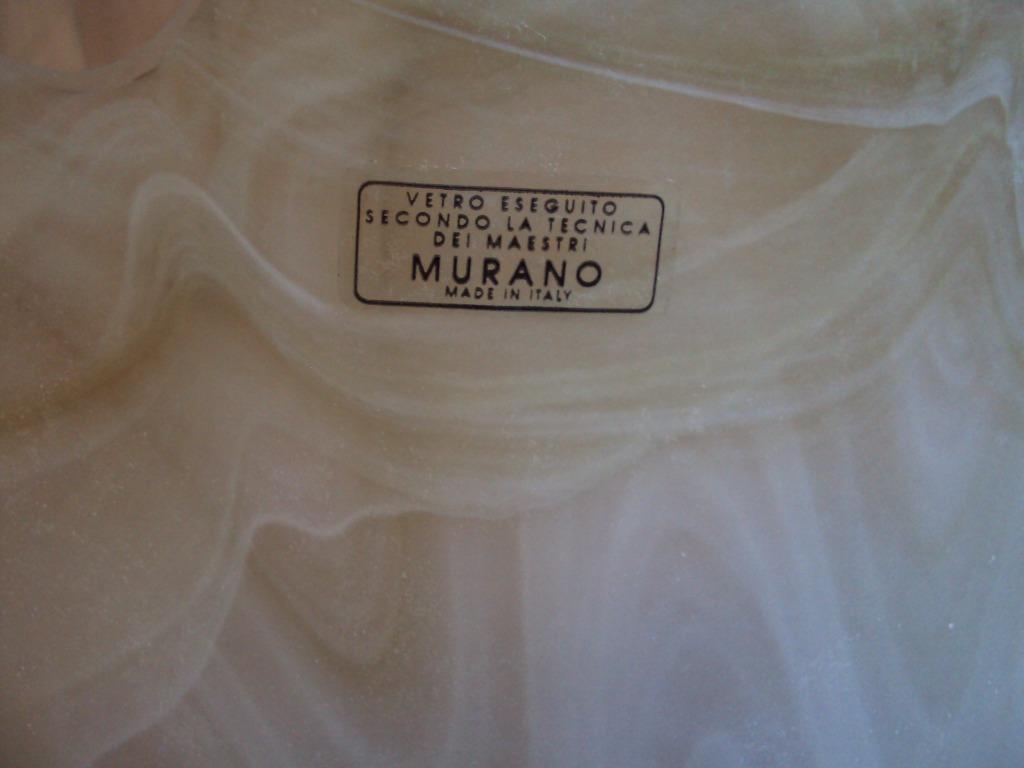 VETRO ESEGUITO
SECONDO LA TECNICA
DEI MAESTRI
MURANO
MADE IN ITALY